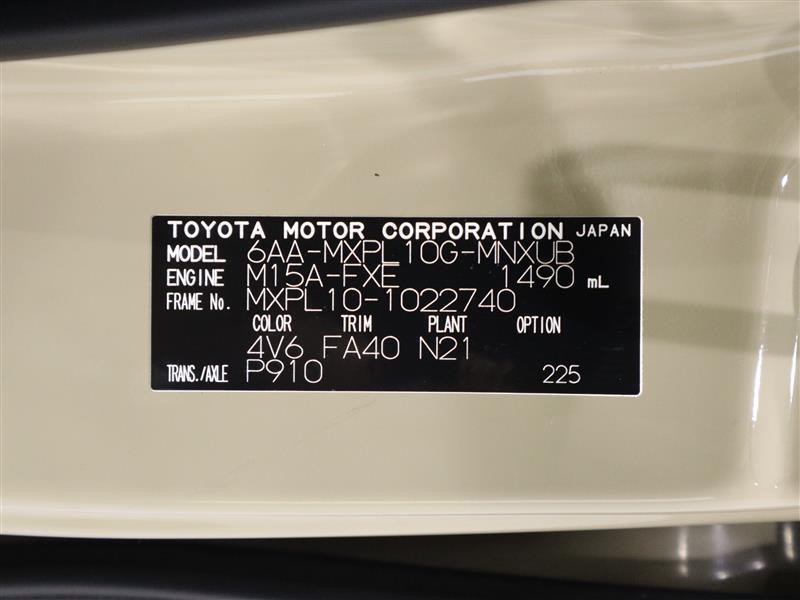 TOYOTA MOTOR CORPORATION JAPAN
MODEL 6AA-MXPL10G-MNXUB
ENGINE M15A-FXE 1490 mL
FRAME No. MXPL10-1022740
COLOR TRIM PLANT OPTION
4V6 FA40 N21
TRANS./AXLE P910 225